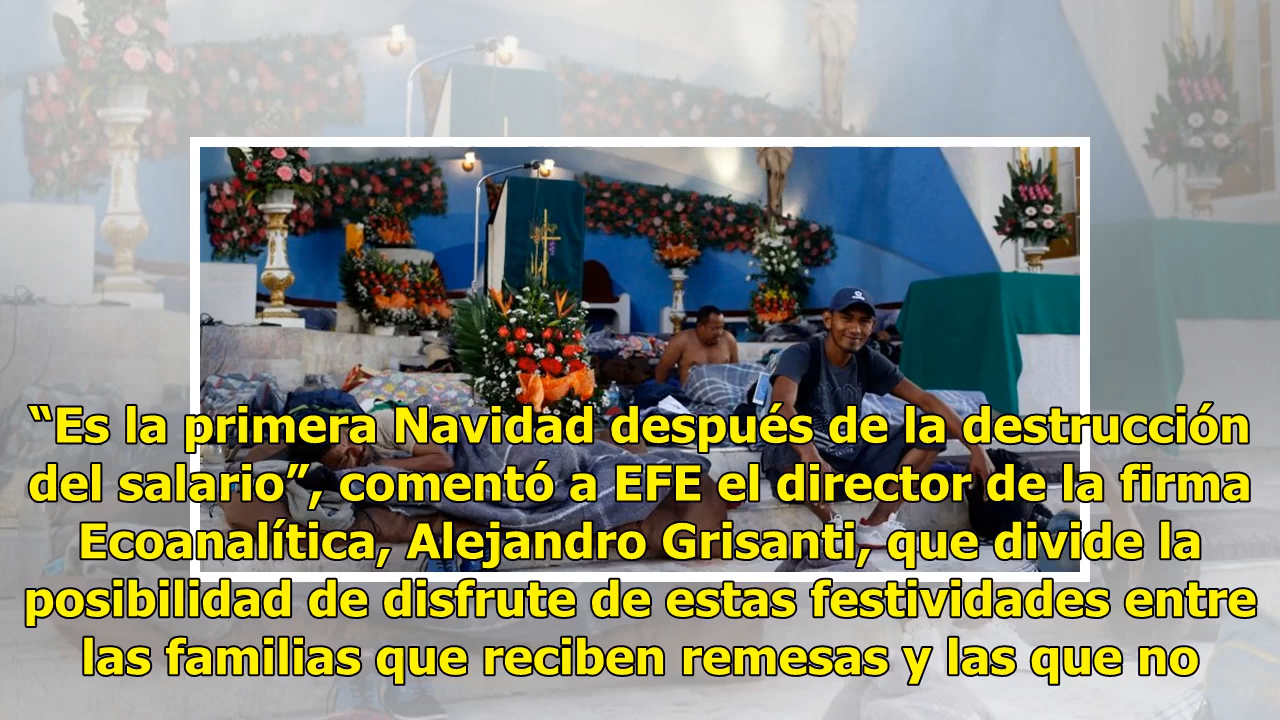 “Es la primera Navidad después de la destrucción
del salario”, comentó a EFE el director de la firma
Ecoanalítica, Alejandro Grisanti, que divide la
posibilidad de disfrute de estas festividades entre
las familias que reciben remesas y las que no